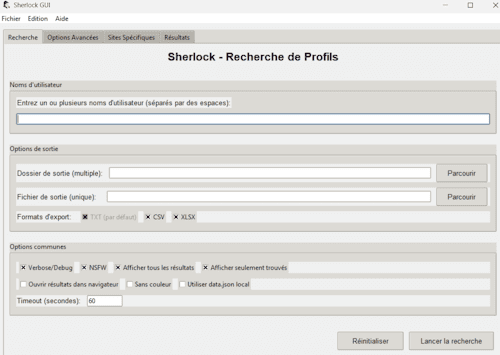 Sherlock GUI
Fichier Edition Aide
Recherche Options Avancées Sites Spécifiques Résultats
Sherlock - Recherche de Profils
Noms d'utilisateur
Entrez un ou plusieurs noms d'utilisateur (séparés par des espaces):
Options de sortie
Dossier de sortie (multiple): Parcourir
Fichier de sortie (unique): Parcourir
Formats d'export: TXT (par défaut) CSV XLSX
Options communes
Verbose/Debug NSFW Afficher tous les résultats Afficher seulement trouvés
Ouvrir résultats dans navigateur Sans couleur Utiliser data.json local
Timeout (secondes): 60
Réinitialiser Lancer la recherche